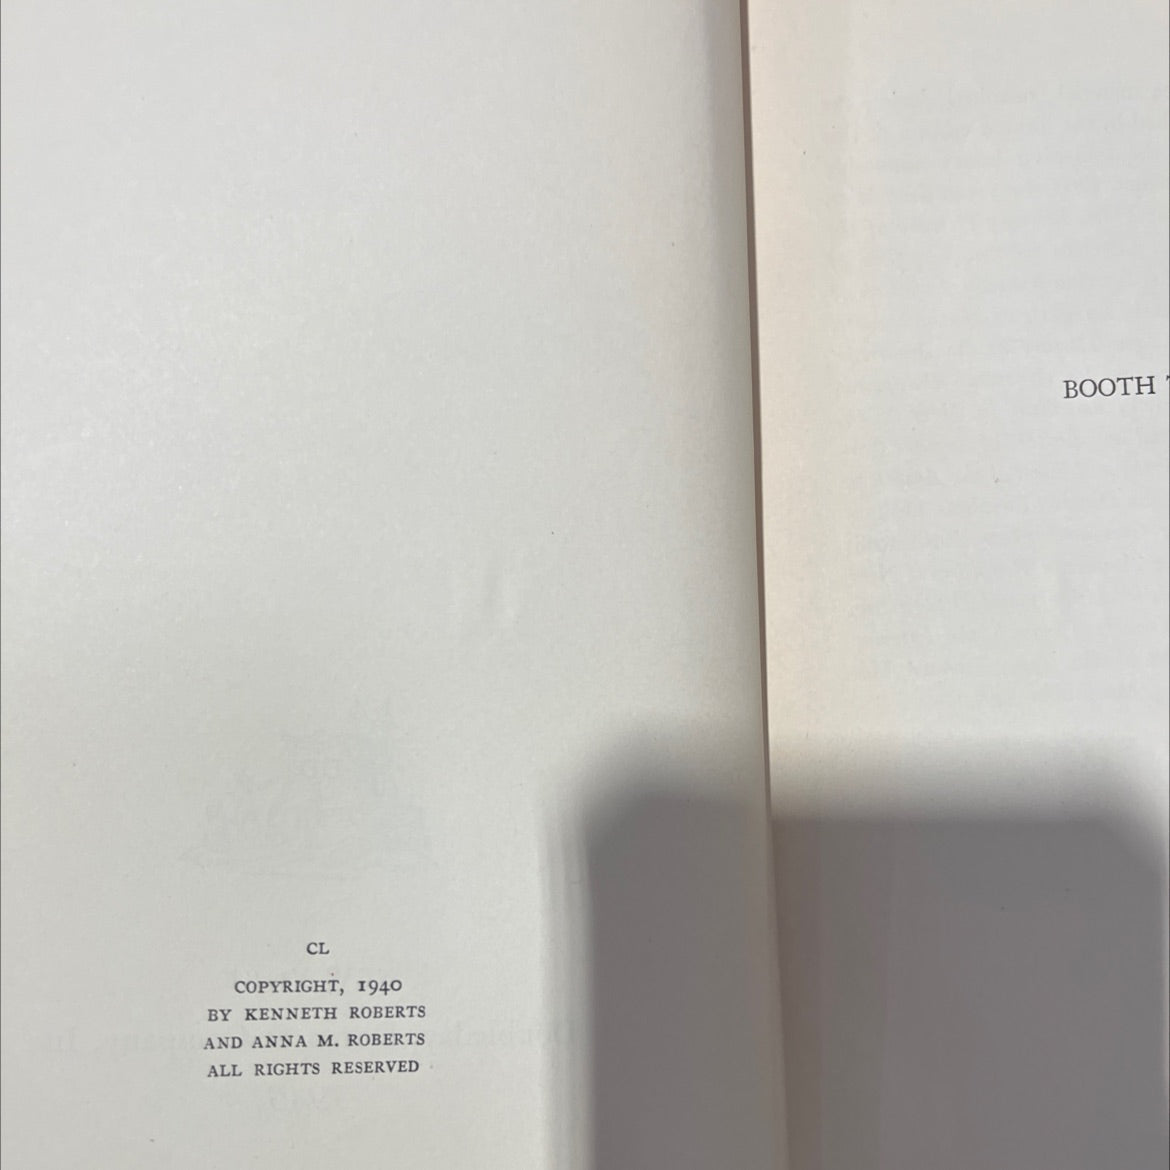 CL
COPYRIGHT, 1940
BY KENNETH ROBERTS
AND ANNA M. ROBERTS
ALL RIGHTS RESERVED
BOOTH